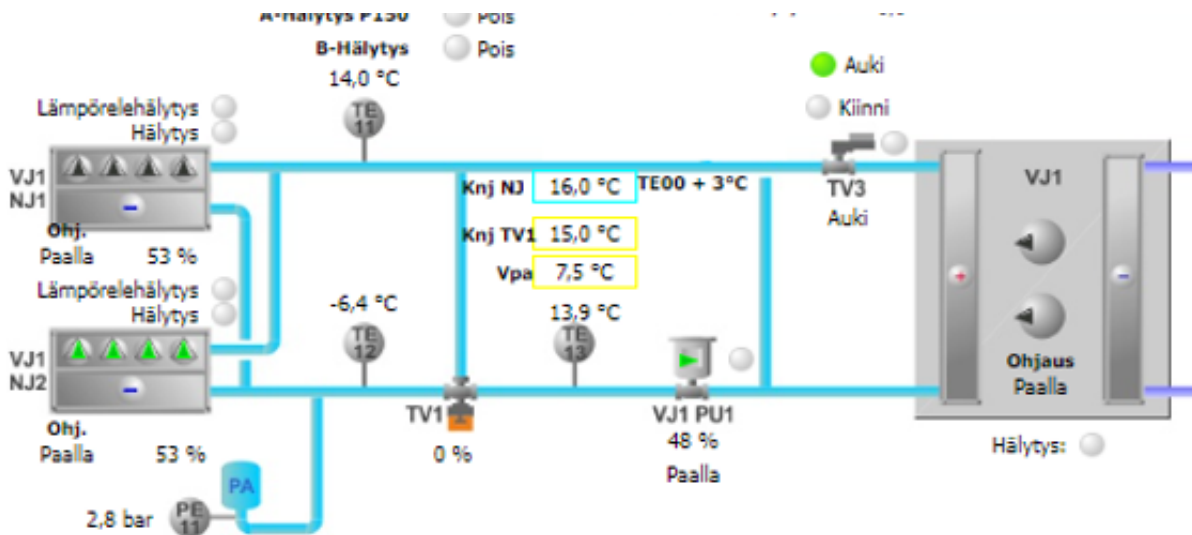 A-Hälytys P150 Pois
B-Hälytys Pois
14,0 °C
Auki
Kiinni
Lämpörelehälytys
Hälytys
TE
11
VJ1
NJ1
Knj NJ 16,0 °C TE00 + 3°C
TV3
Auki
VJ1
Knj TV1 15,0 °C
Vpa 7,5 °C
Ohj.
Paalla 53 %
Lämpörelehälytys
Hälytys
-6,4 °C
13,9 °C
TE
12
TE
13
VJ1
NJ2
Ohjaus
Paalla
TV1
VJ1 PU1
0 %
48 %
Paalla
Ohj.
Paalla 53 %
Hälytys:
PA
2,8 bar
PE
11